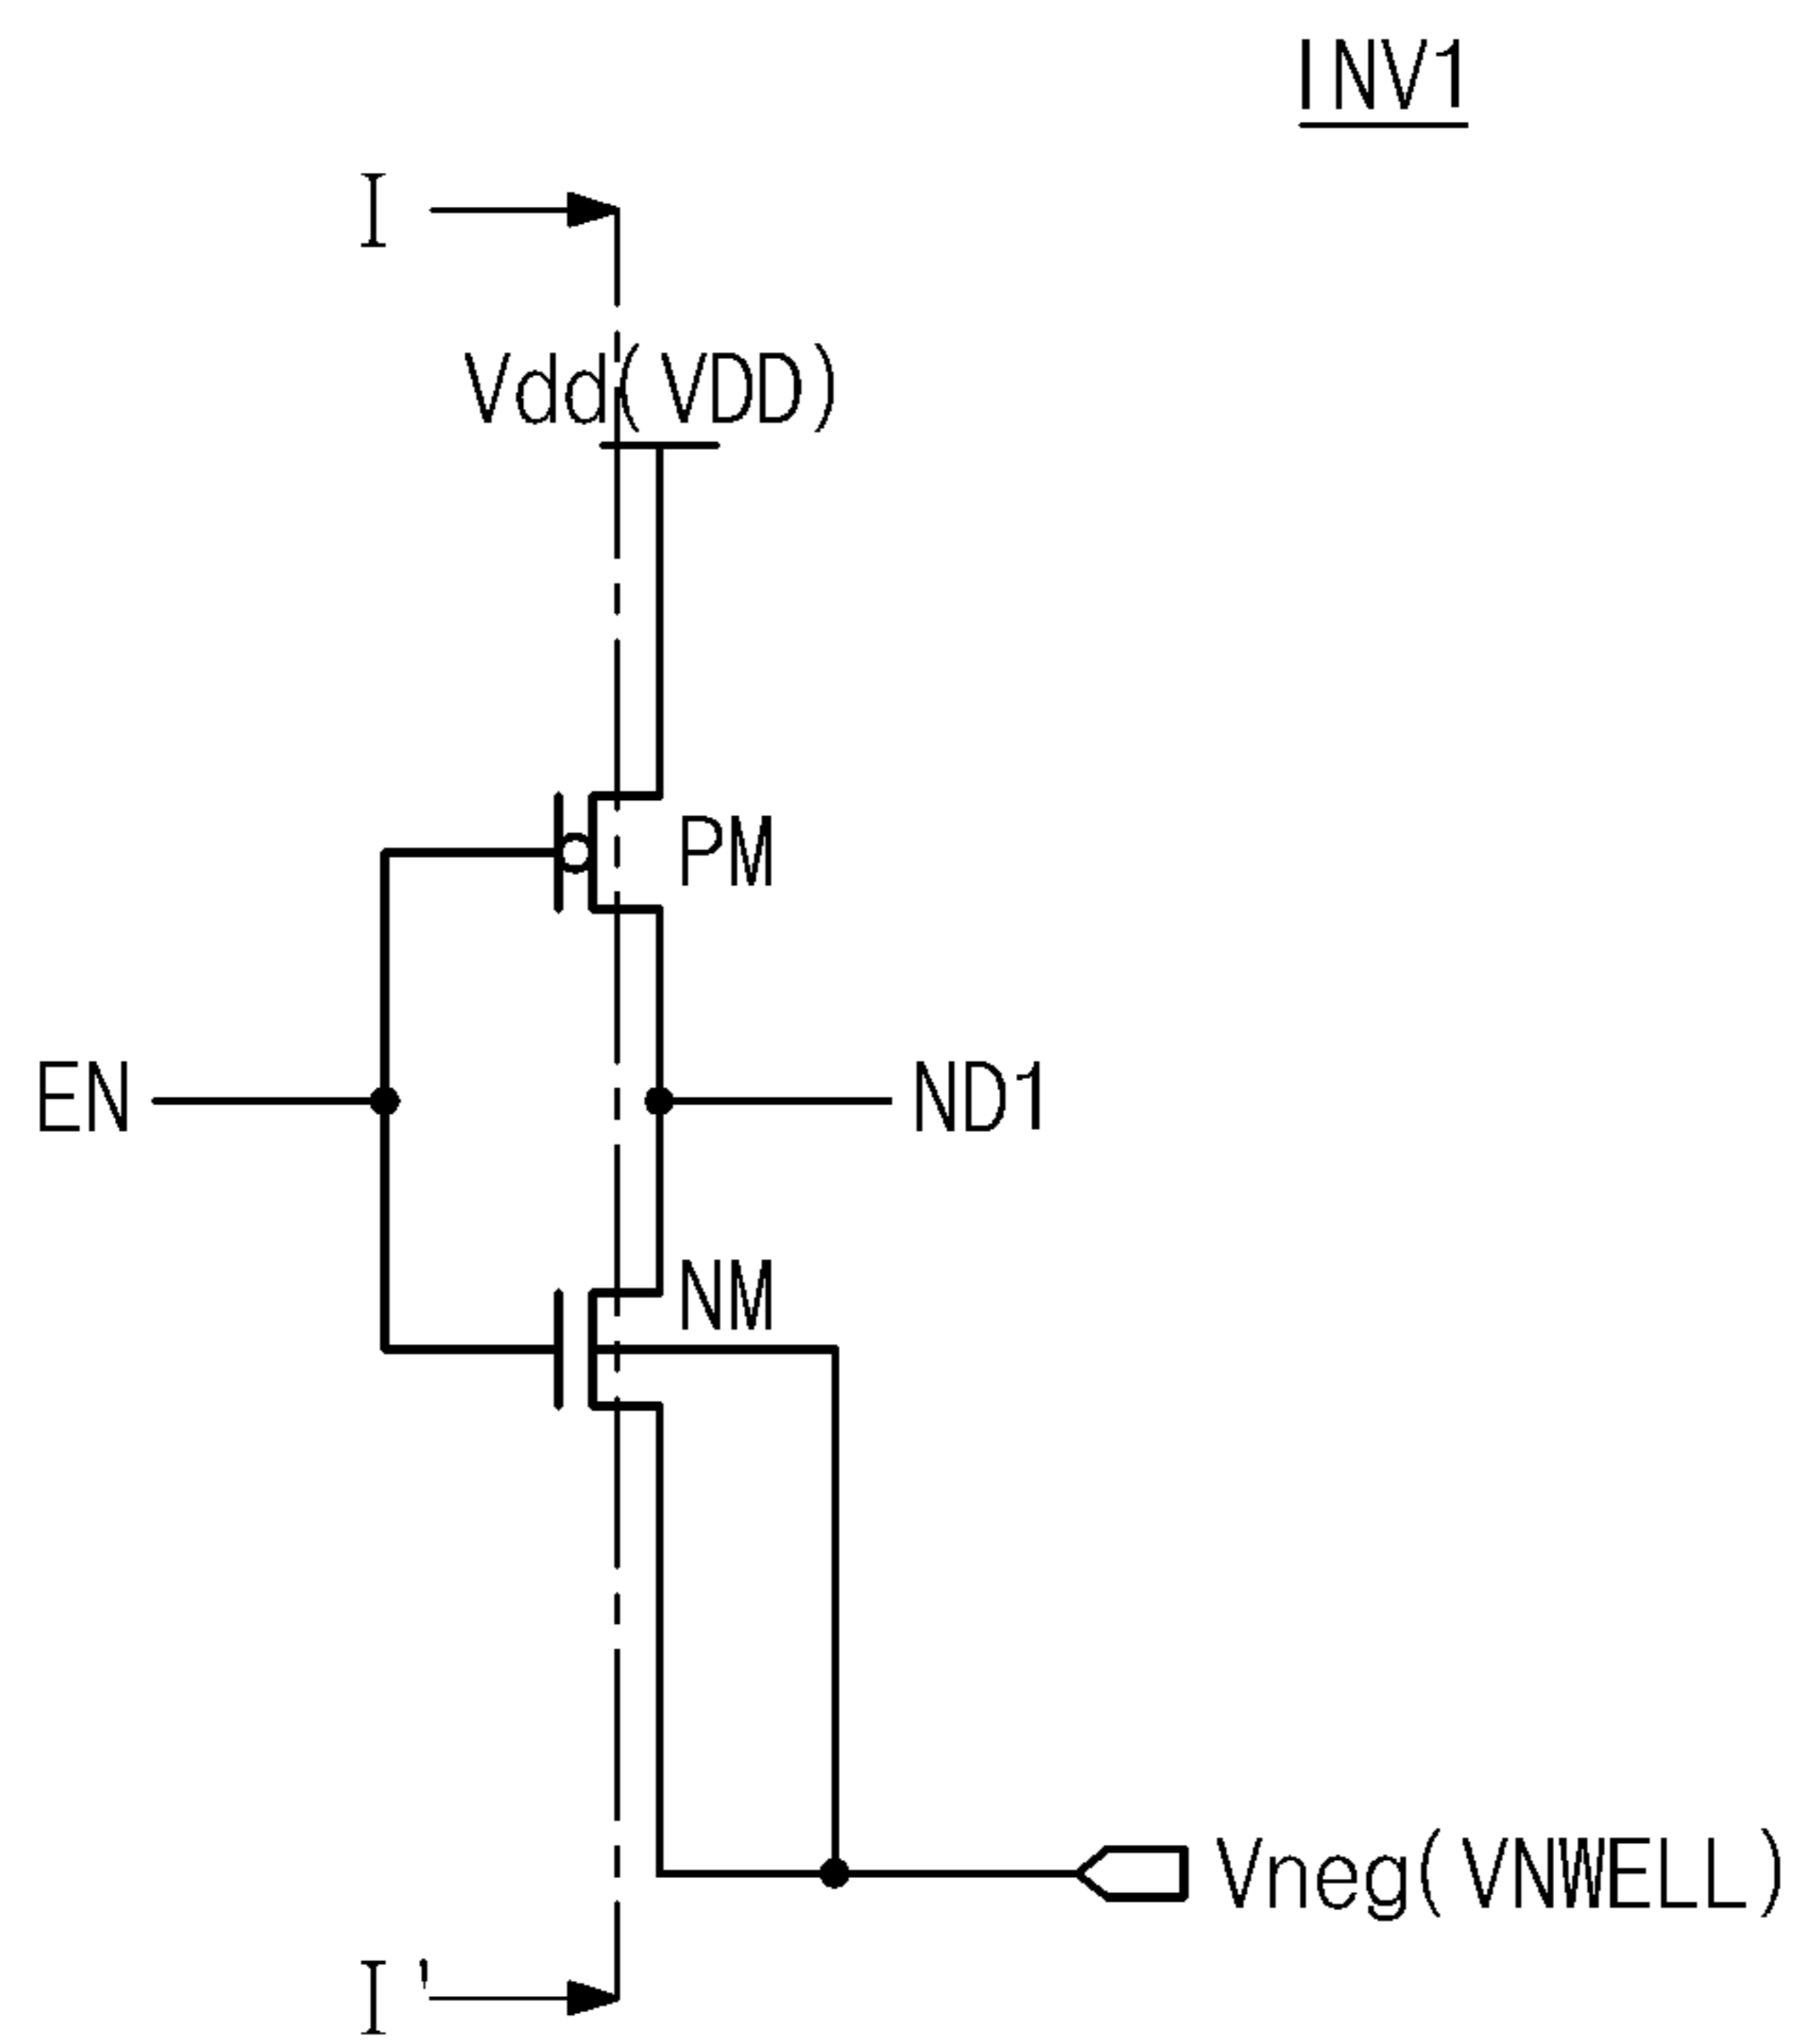 INV1
I
Vdd(VDD)
PM
EN
ND1
NM
Vneg(VNWELL)
I'